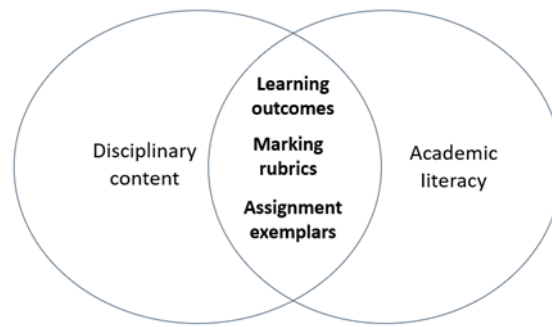 Disciplinary
content
Learning
outcomes
Marking
rubrics
Assignment
exemplars
Academic
literacy